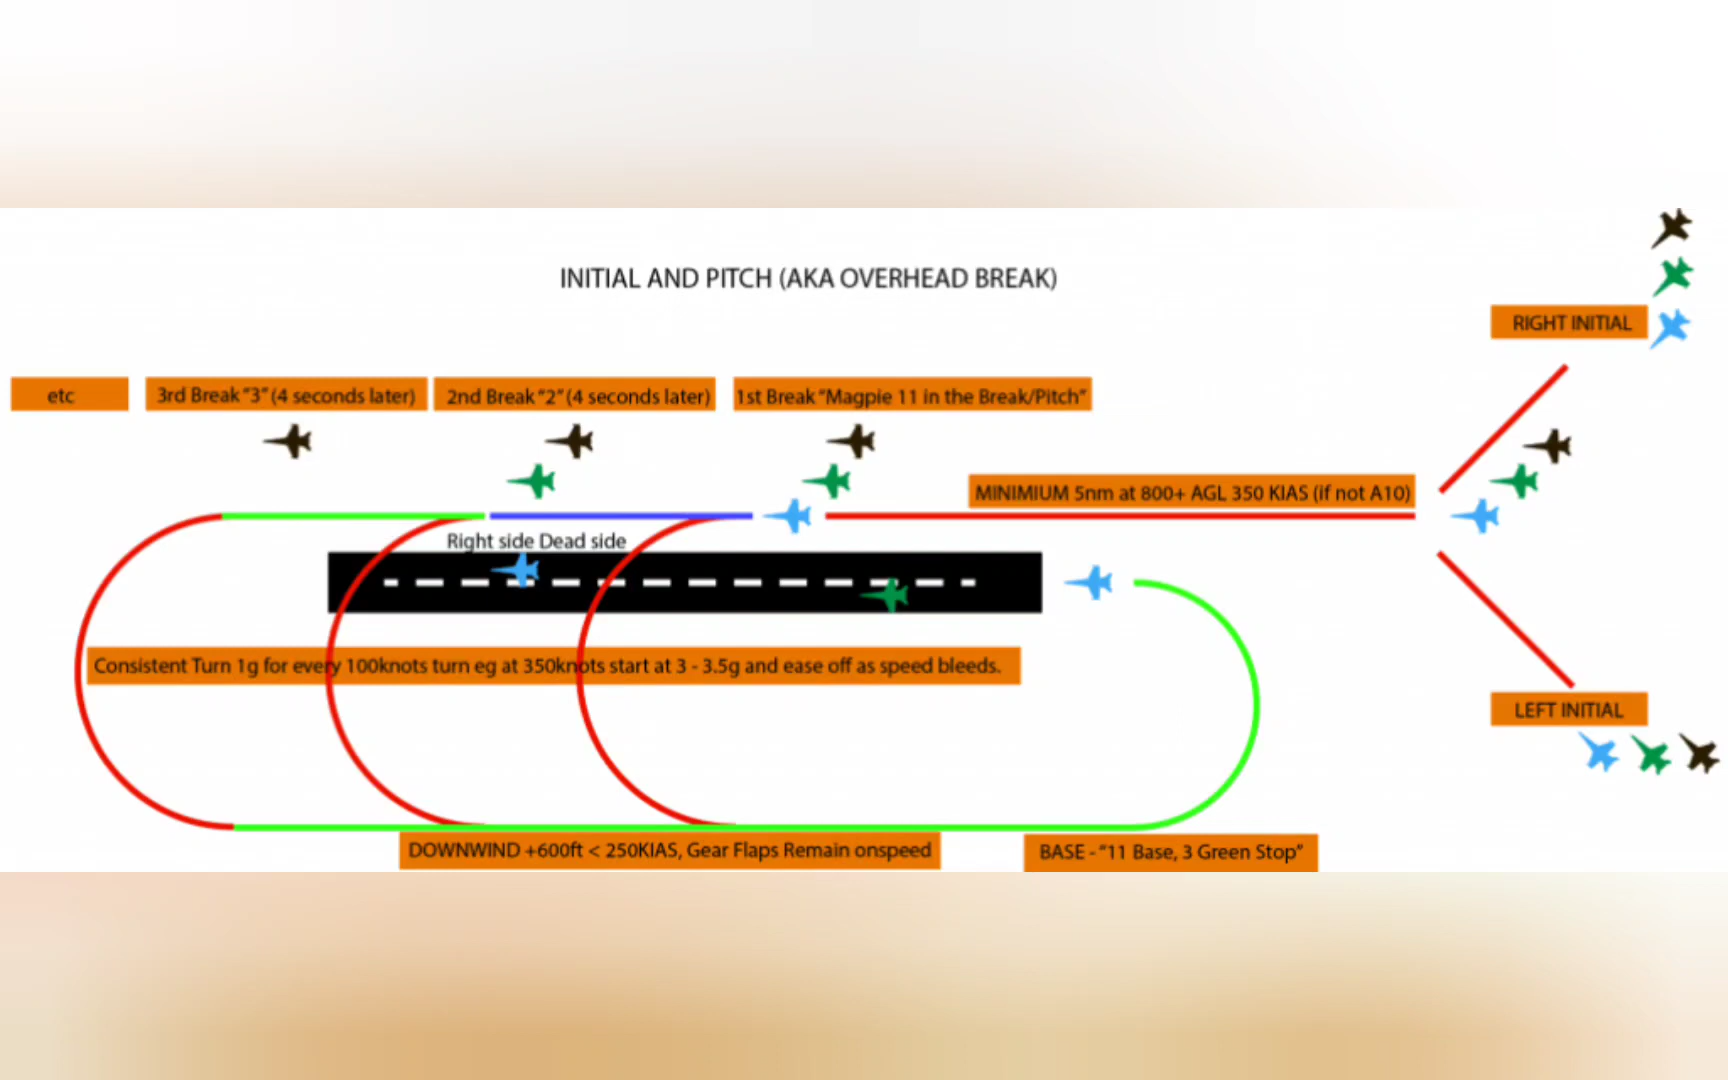 INITIAL AND PITCH (AKA OVERHEAD BREAK)
RIGHT INITIAL
etc
3rd Break "3" (4 seconds later)
2nd Break "2" (4 seconds later)
1st Break "Magpie 11 in the Break/Pitch"
MINIMIUM 5nm at 800+ AGL 350 KIAS (if not A10)
Right side Dead side
Consistent Turn 1g for every 100knots turn eg at 350knots start at 3 - 3.5g and ease off as speed bleeds.
LEFT INITIAL
DOWNWIND +600ft < 250KIAS, Gear Flaps Remain onspeed
BASE - "11 Base, 3 Green Stop"